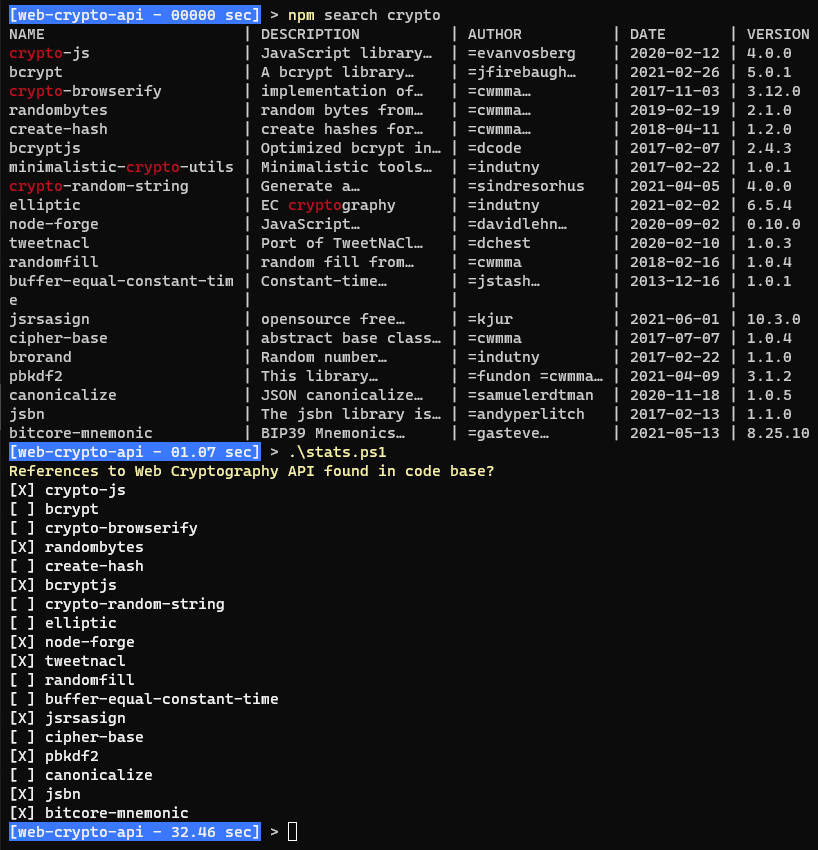 [web-crypto-api - 00000 sec] > npm search crypto
NAME                      | DESCRIPTION          | AUTHOR          | DATE       | VERSION
crypto-js                 | JavaScript library…  | =evanvosberg    | 2020-02-12 | 4.0.0
bcrypt                    | A bcrypt library…    | =jfirebaugh…    | 2021-02-26 | 5.0.1
crypto-browserify         | implementation of…   | =cwmma…         | 2017-11-03 | 3.12.0
randombytes               | random bytes from…   | =cwmma…         | 2019-02-19 | 2.1.0
create-hash               | create hashes for…   | =cwmma…         | 2018-04-11 | 1.2.0
bcryptjs                  | Optimized bcrypt in… | =dcode          | 2017-02-07 | 2.4.3
minimalistic-crypto-utils | Minimalistic tools…  | =indutny        | 2017-02-22 | 1.0.1
crypto-random-string      | Generate a…          | =sindresorhus   | 2021-04-05 | 4.0.0
elliptic                  | EC cryptography      | =indutny        | 2021-02-02 | 6.5.4
node-forge                | JavaScript…          | =davidlehn…     | 2020-09-02 | 0.10.0
tweetnacl                 | Port of TweetNaCl…   | =dchest         | 2020-02-10 | 1.0.3
randomfill                | random fill from…    | =cwmma          | 2018-02-16 | 1.0.4
buffer-equal-constant-tim | Constant-time…       | =jstash…        | 2013-12-16 | 1.0.1
e                         |                      |                 |            |
jsrsasign                 | opensource free…     | =kjur           | 2021-06-01 | 10.3.0
cipher-base               | abstract base class… | =cwmma          | 2017-07-07 | 1.0.4
brorand                   | Random number…       | =indutny        | 2017-02-22 | 1.1.0
pbkdf2                    | This library…        | =fundon =cwmma… | 2021-04-09 | 3.1.2
canonicalize              | JSON canonicalize…   | =samuelerdtman  | 2020-11-18 | 1.0.5
jsbn                      | The jsbn library is… | =andyperlitch   | 2017-02-13 | 1.1.0
bitcore-mnemonic          | BIP39 Mnemonics…     | =gasteve…       | 2021-05-13 | 8.25.10
[web-crypto-api - 01.07 sec] > .\stats.ps1
References to Web Cryptography API found in code base?
[X] crypto-js
[ ] bcrypt
[ ] crypto-browserify
[X] randombytes
[ ] create-hash
[X] bcryptjs
[ ] crypto-random-string
[ ] elliptic
[X] node-forge
[X] tweetnacl
[ ] randomfill
[ ] buffer-equal-constant-time
[X] jsrsasign
[ ] cipher-base
[X] pbkdf2
[ ] canonicalize
[X] jsbn
[X] bitcore-mnemonic
[web-crypto-api - 32.46 sec] >